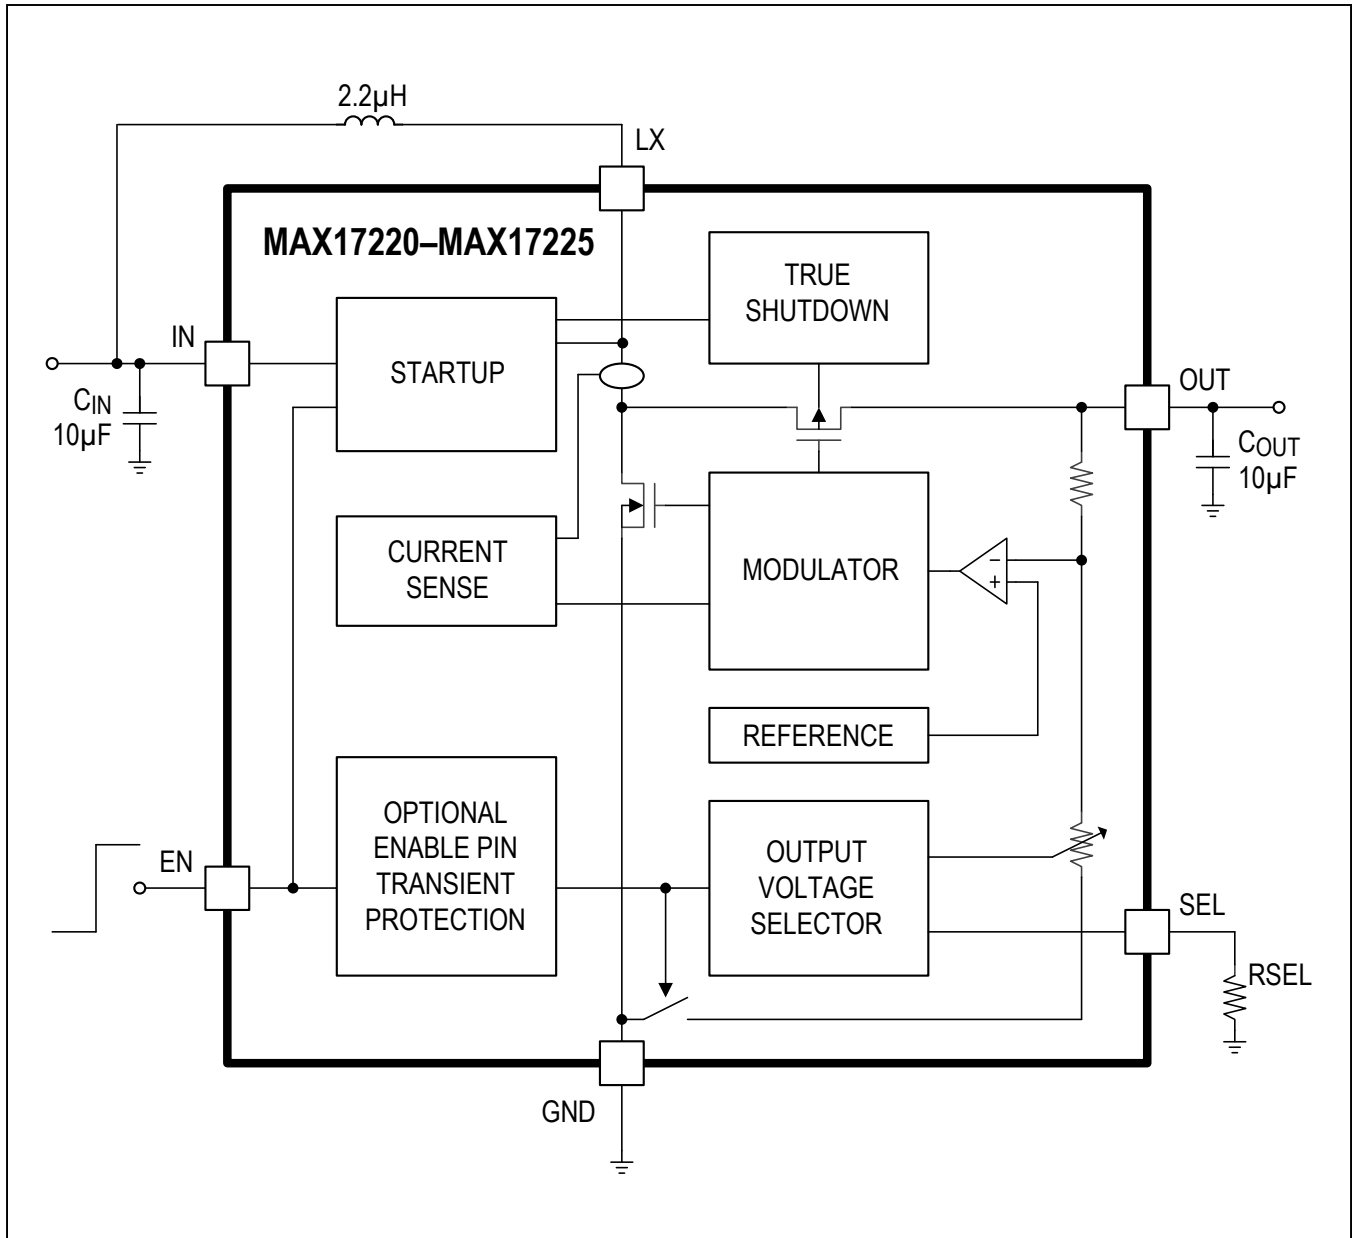 2.2µH
LX
MAX17220–MAX17225
TRUE
SHUTDOWN
IN
STARTUP
OUT
CIN
10µF
COUT
10µF
CURRENT
SENSE
MODULATOR
−
+
REFERENCE
OPTIONAL
ENABLE PIN
TRANSIENT
PROTECTION
EN
OUTPUT
VOLTAGE
SELECTOR
SEL
RSEL
GND